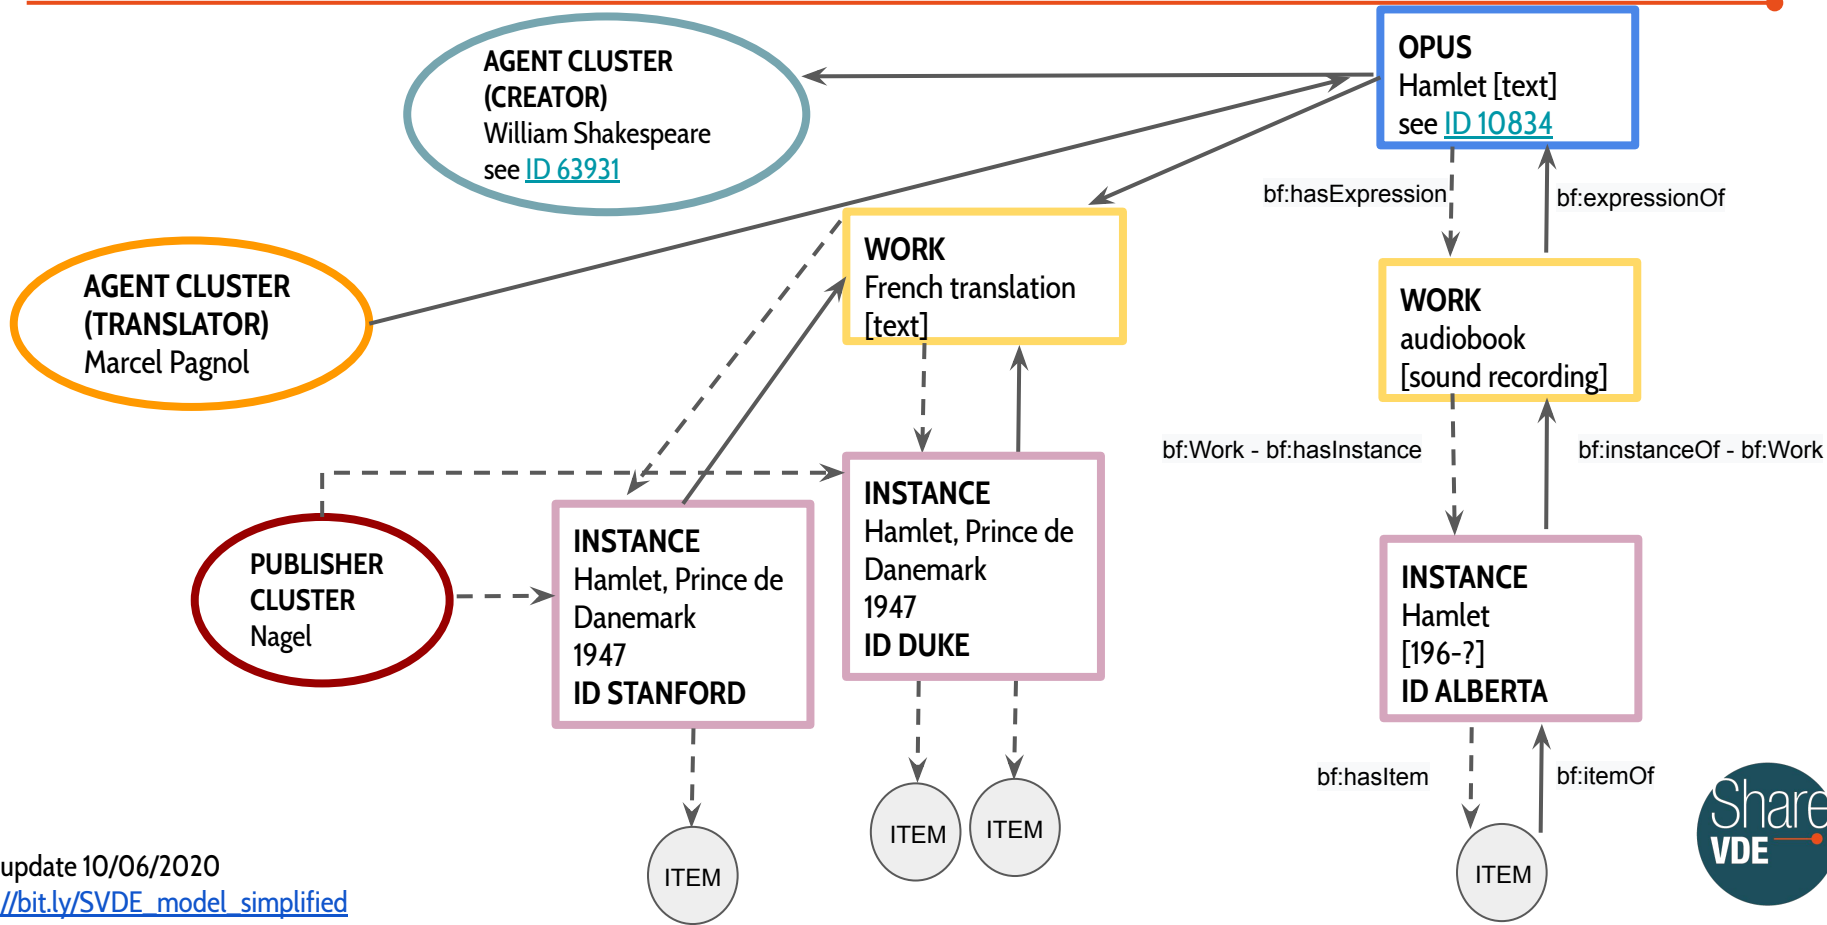 AGENT CLUSTER
(CREATOR)
William Shakespeare
see ID 63931
OPUS
Hamlet [text]
see ID 10834
bf:hasExpression
bf:expressionOf
AGENT CLUSTER
(TRANSLATOR)
Marcel Pagnol
WORK
French translation
[text]
WORK
audiobook
[sound recording]
bf:Work - bf:hasInstance
bf:instanceOf - bf:Work
PUBLISHER
CLUSTER
Nagel
INSTANCE
Hamlet, Prince de
Danemark
1947
ID STANFORD
INSTANCE
Hamlet, Prince de
Danemark
1947
ID DUKE
INSTANCE
Hamlet
[196-?]
ID ALBERTA
bf:hasItem
bf:itemOf
ITEM
ITEM
ITEM
ITEM
Share
VDE
update 10/06/2020
//bit.ly/SVDE_model_simplified